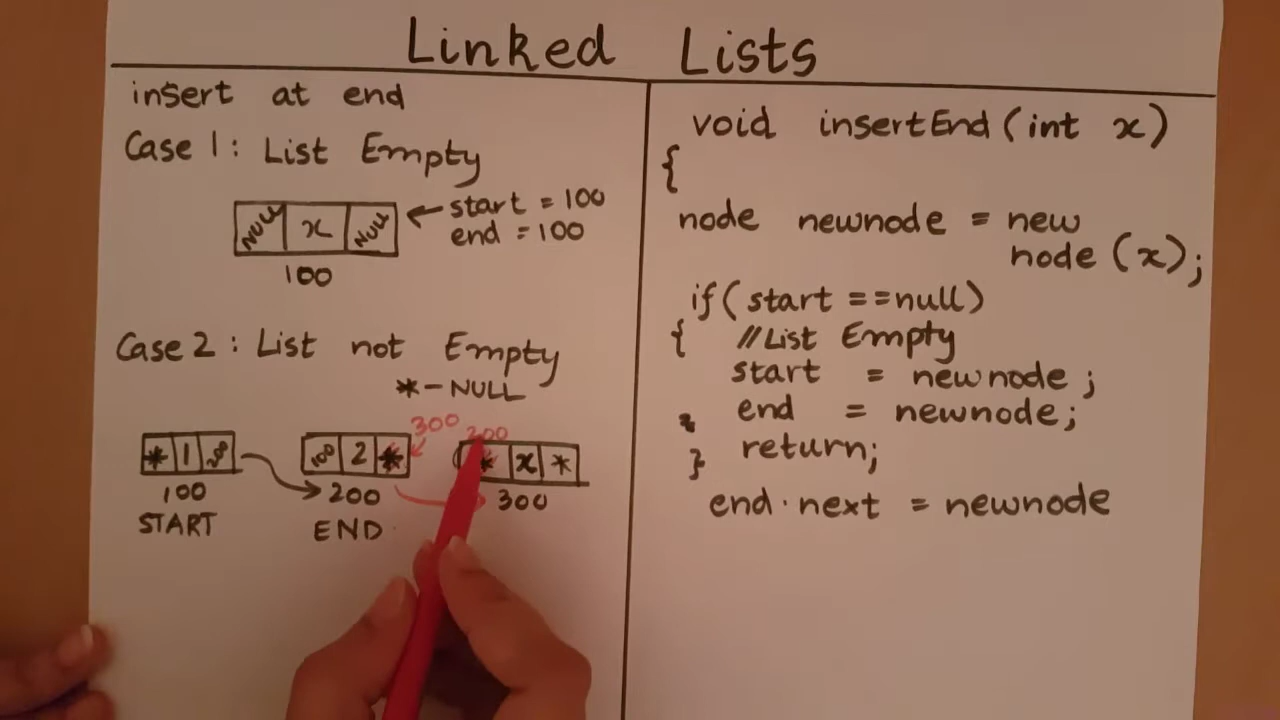 Linked Lists
insert at end
Case 1: List Empty
NULL x NULL
start = 100
end = 100
100
Case 2: List not Empty
*-NULL
300 200
* 1
100 2 *
* x *
100 200 300
START END
void insertEnd(int x)
{
node newnode = new
node (x);
if(start ==null)
{ //List Empty
start = newnode;
end = newnode;
return;
}
end.next = newnode